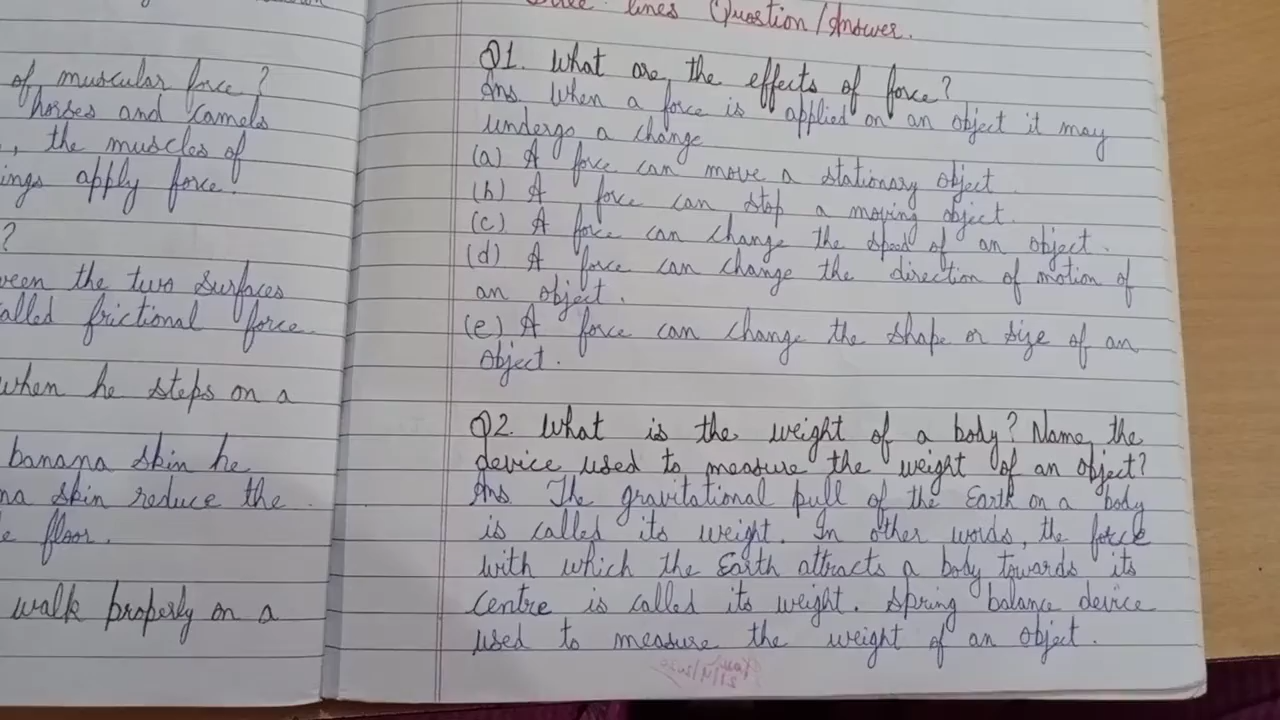 of muscular force?
horses and camels
, the muscles of
ings apply force.
?
ween the two surfaces
alled frictional force.
when he steps on a
banana skin he
na skin reduce the
e floor.
walk properly on a
lines Question/Answer.
Q1. What are the effects of force?
Ans When a force is applied on an object it may
undergo a change
(a) A force can move a stationary object
(b) A force can stop a moving object.
(c) A force can change the speed of an object.
(d) A force can change the direction of motion of
an object.
(e) A force can change the shape or size of an
object.
Q2. What is the weight of a body? Name the
device used to measure the weight of an object?
Ans The gravitational pull of the Earth on a body
is called its weight. In other words, the force
with which the Earth attracts a body towards its
centre is called its weight. Spring balance device
used to measure the weight of an object.